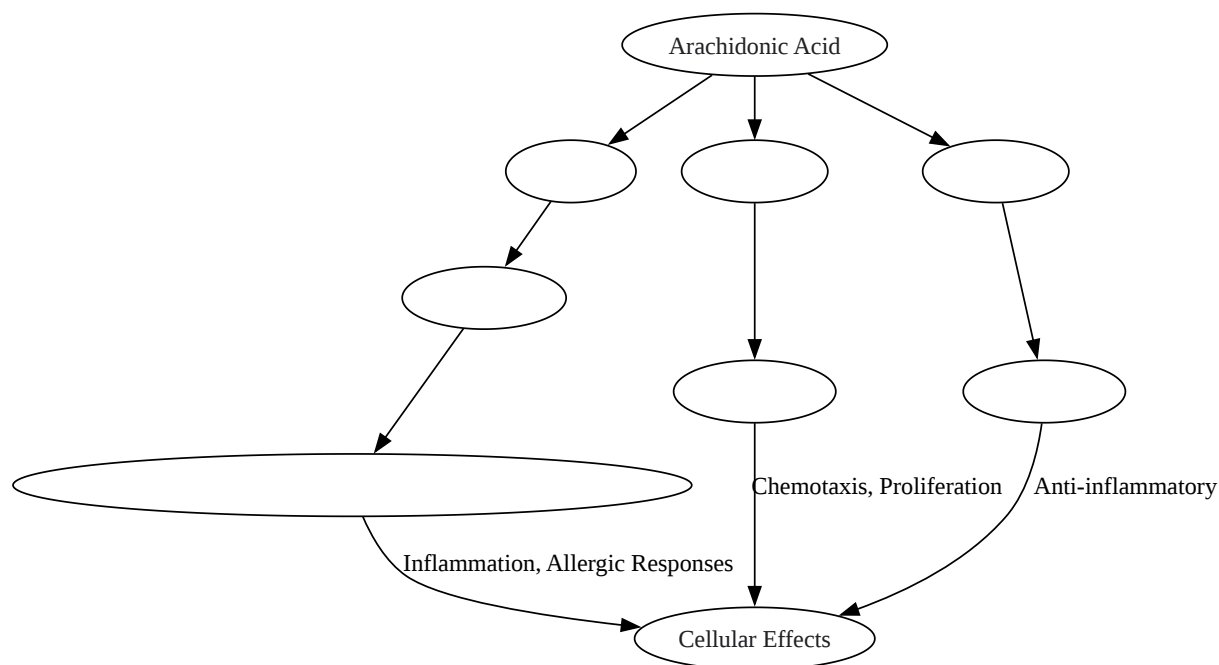 Arachidonic Acid
Chemotaxis, Proliferation
Anti-inflammatory
Inflammation, Allergic Responses
Cellular Effects